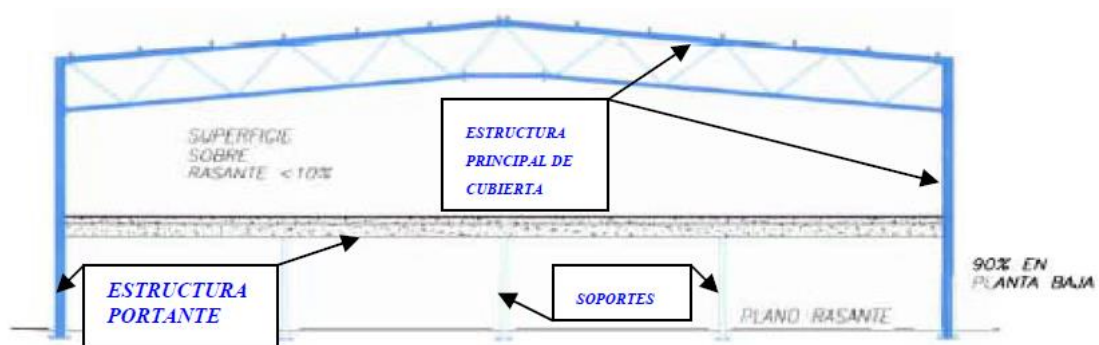 SUPERFICIE
SOBRE
RASANTE <10%
ESTRUCTURA
PRINCIPAL DE
CUBIERTA
90% EN
PLANTA BAJA
ESTRUCTURA
PORTANTE
SOPORTES
PLANO RASANTE